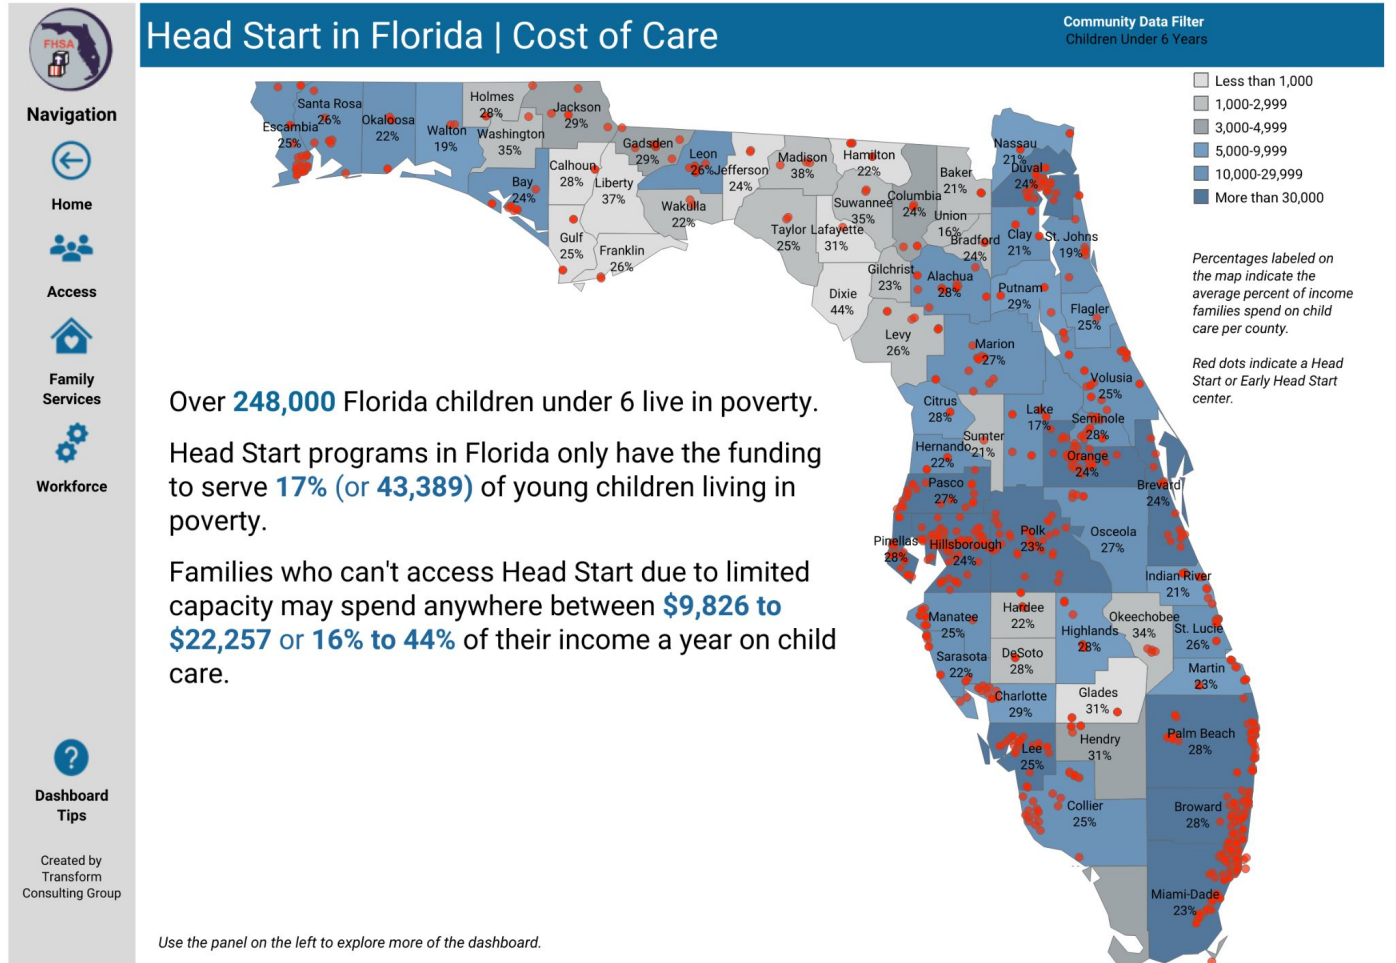 FHSA
Navigation
Home
Access
Family
Services
Workforce
Dashboard
Tips
Created by
Transform
Consulting Group
Head Start in Florida | Cost of Care
Community Data Filter
Children Under 6 Years
Less than 1,000
1,000-2,999
3,000-4,999
5,000-9,999
10,000-29,999
More than 30,000
Percentages labeled on
the map indicate the
average percent of income
families spend on child
care per county.
Red dots indicate a Head
Start or Early Head Start
center.
Escambia
25%
Santa Rosa
26%
Okaloosa
22%
Walton
19%
Holmes
28%
Washington
35%
Jackson
29%
Bay
24%
Calhoun
28%
Gulf
25%
Liberty
37%
Franklin
26%
Gadsden
29%
Leon
26%
Wakulla
22%
Jefferson
24%
Madison
38%
Taylor
25%
Hamilton
22%
Suwannee
35%
Lafayette
31%
Dixie
44%
Columbia
24%
Gilchrist
23%
Levy
26%
Baker
21%
Union
16%
Bradford
24%
Alachua
28%
Nassau
21%
Duval
24%
Clay
21%
St. Johns
19%
Putnam
29%
Flagler
25%
Marion
27%
Volusia
25%
Citrus
28%
Sumter
21%
Lake
17%
Seminole
28%
Hernando
22%
Orange
24%
Pasco
27%
Brevard
24%
Pinellas
28%
Hillsborough
24%
Polk
23%
Osceola
27%
Indian River
21%
Manatee
25%
Hardee
22%
Highlands
28%
Okeechobee
34%
St. Lucie
26%
Sarasota
22%
DeSoto
28%
Martin
23%
Charlotte
29%
Glades
31%
Lee
25%
Hendry
31%
Palm Beach
28%
Collier
25%
Broward
28%
Miami-Dade
23%
Over 248,000 Florida children under 6 live in poverty.
Head Start programs in Florida only have the funding
to serve 17% (or 43,389) of young children living in
poverty.
Families who can't access Head Start due to limited
capacity may spend anywhere between $9,826 to
$22,257 or 16% to 44% of their income a year on child
care.
Use the panel on the left to explore more of the dashboard.